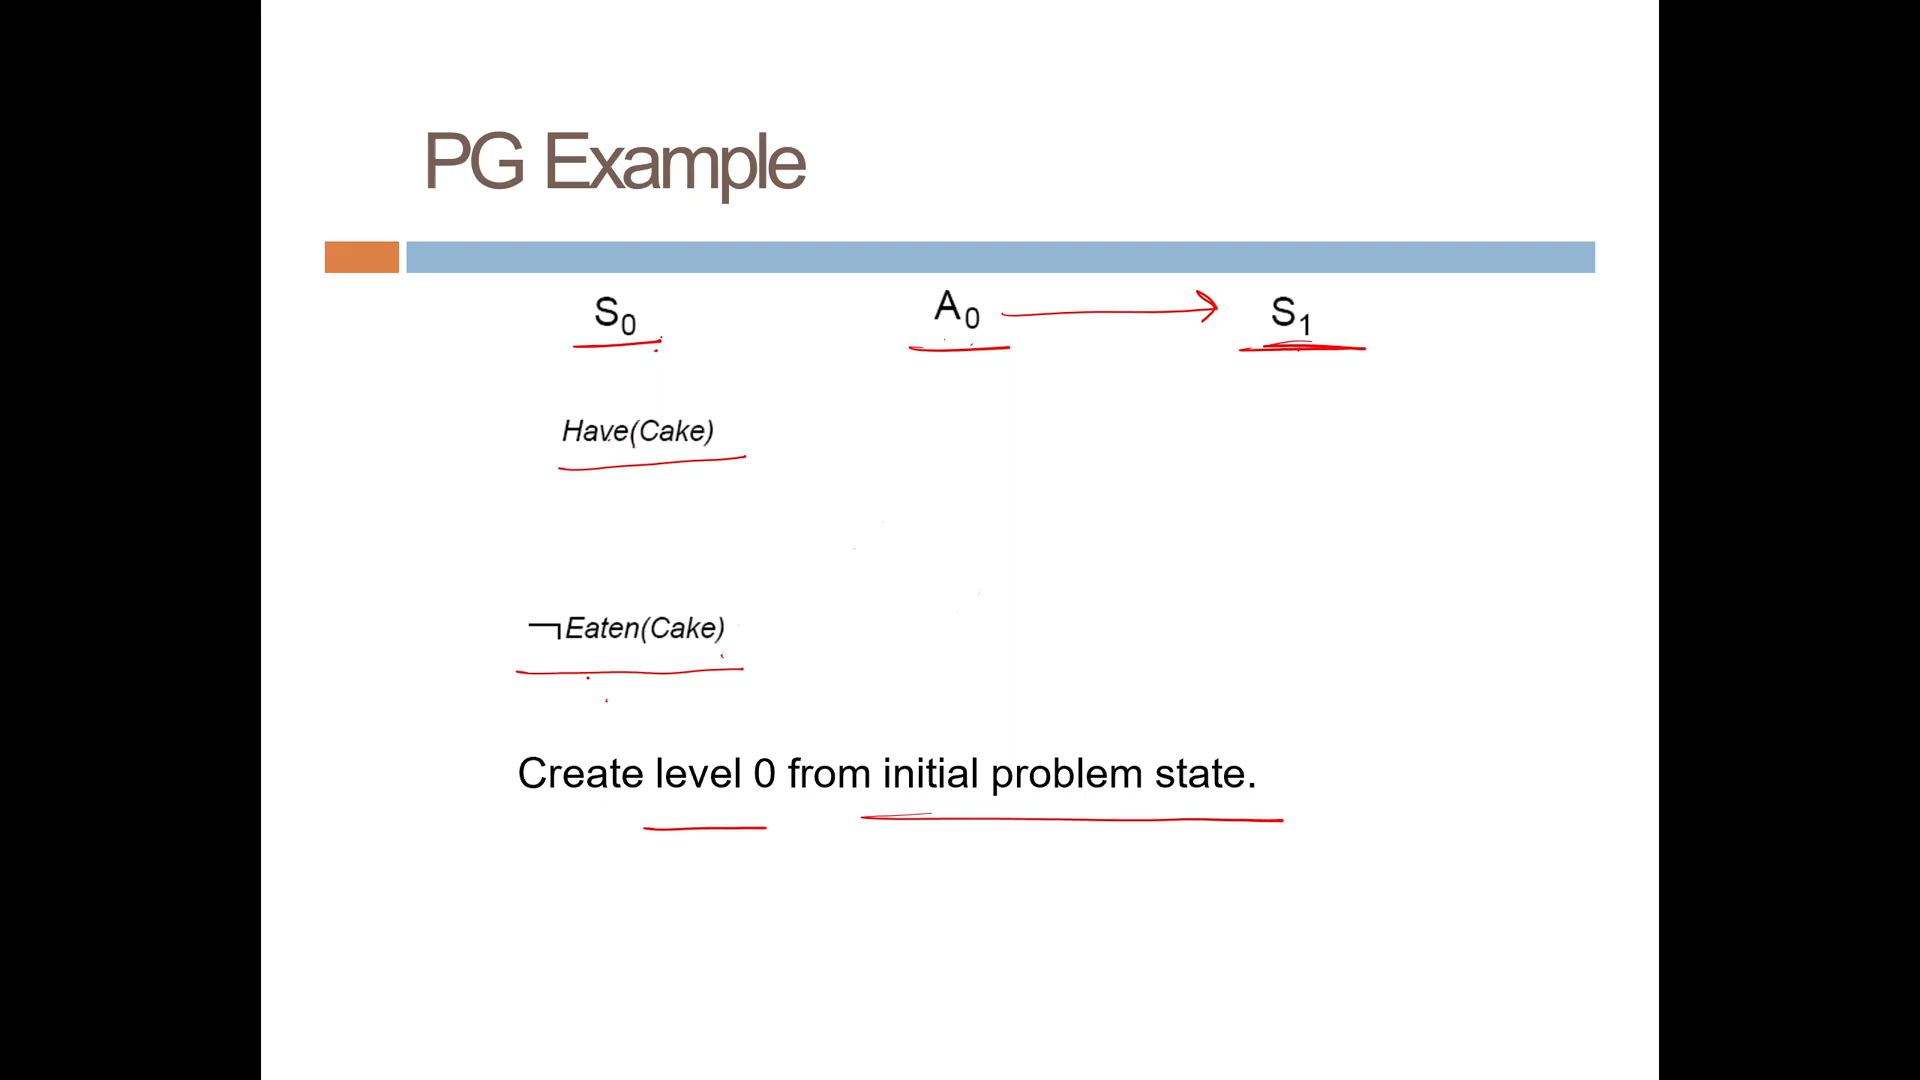 PG Example
S0 A0 S1
Have(Cake)
¬Eaten(Cake)
Create level 0 from initial problem state.